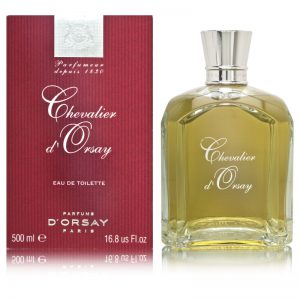 Parfumeur
depuis 1830
Chevalier
d'Orsay
EAU DE TOILETTE
PARFUMS
D'ORSAY
PARIS
500 ml e 16.8 us Fl.oz
Chevalier
d'Orsay